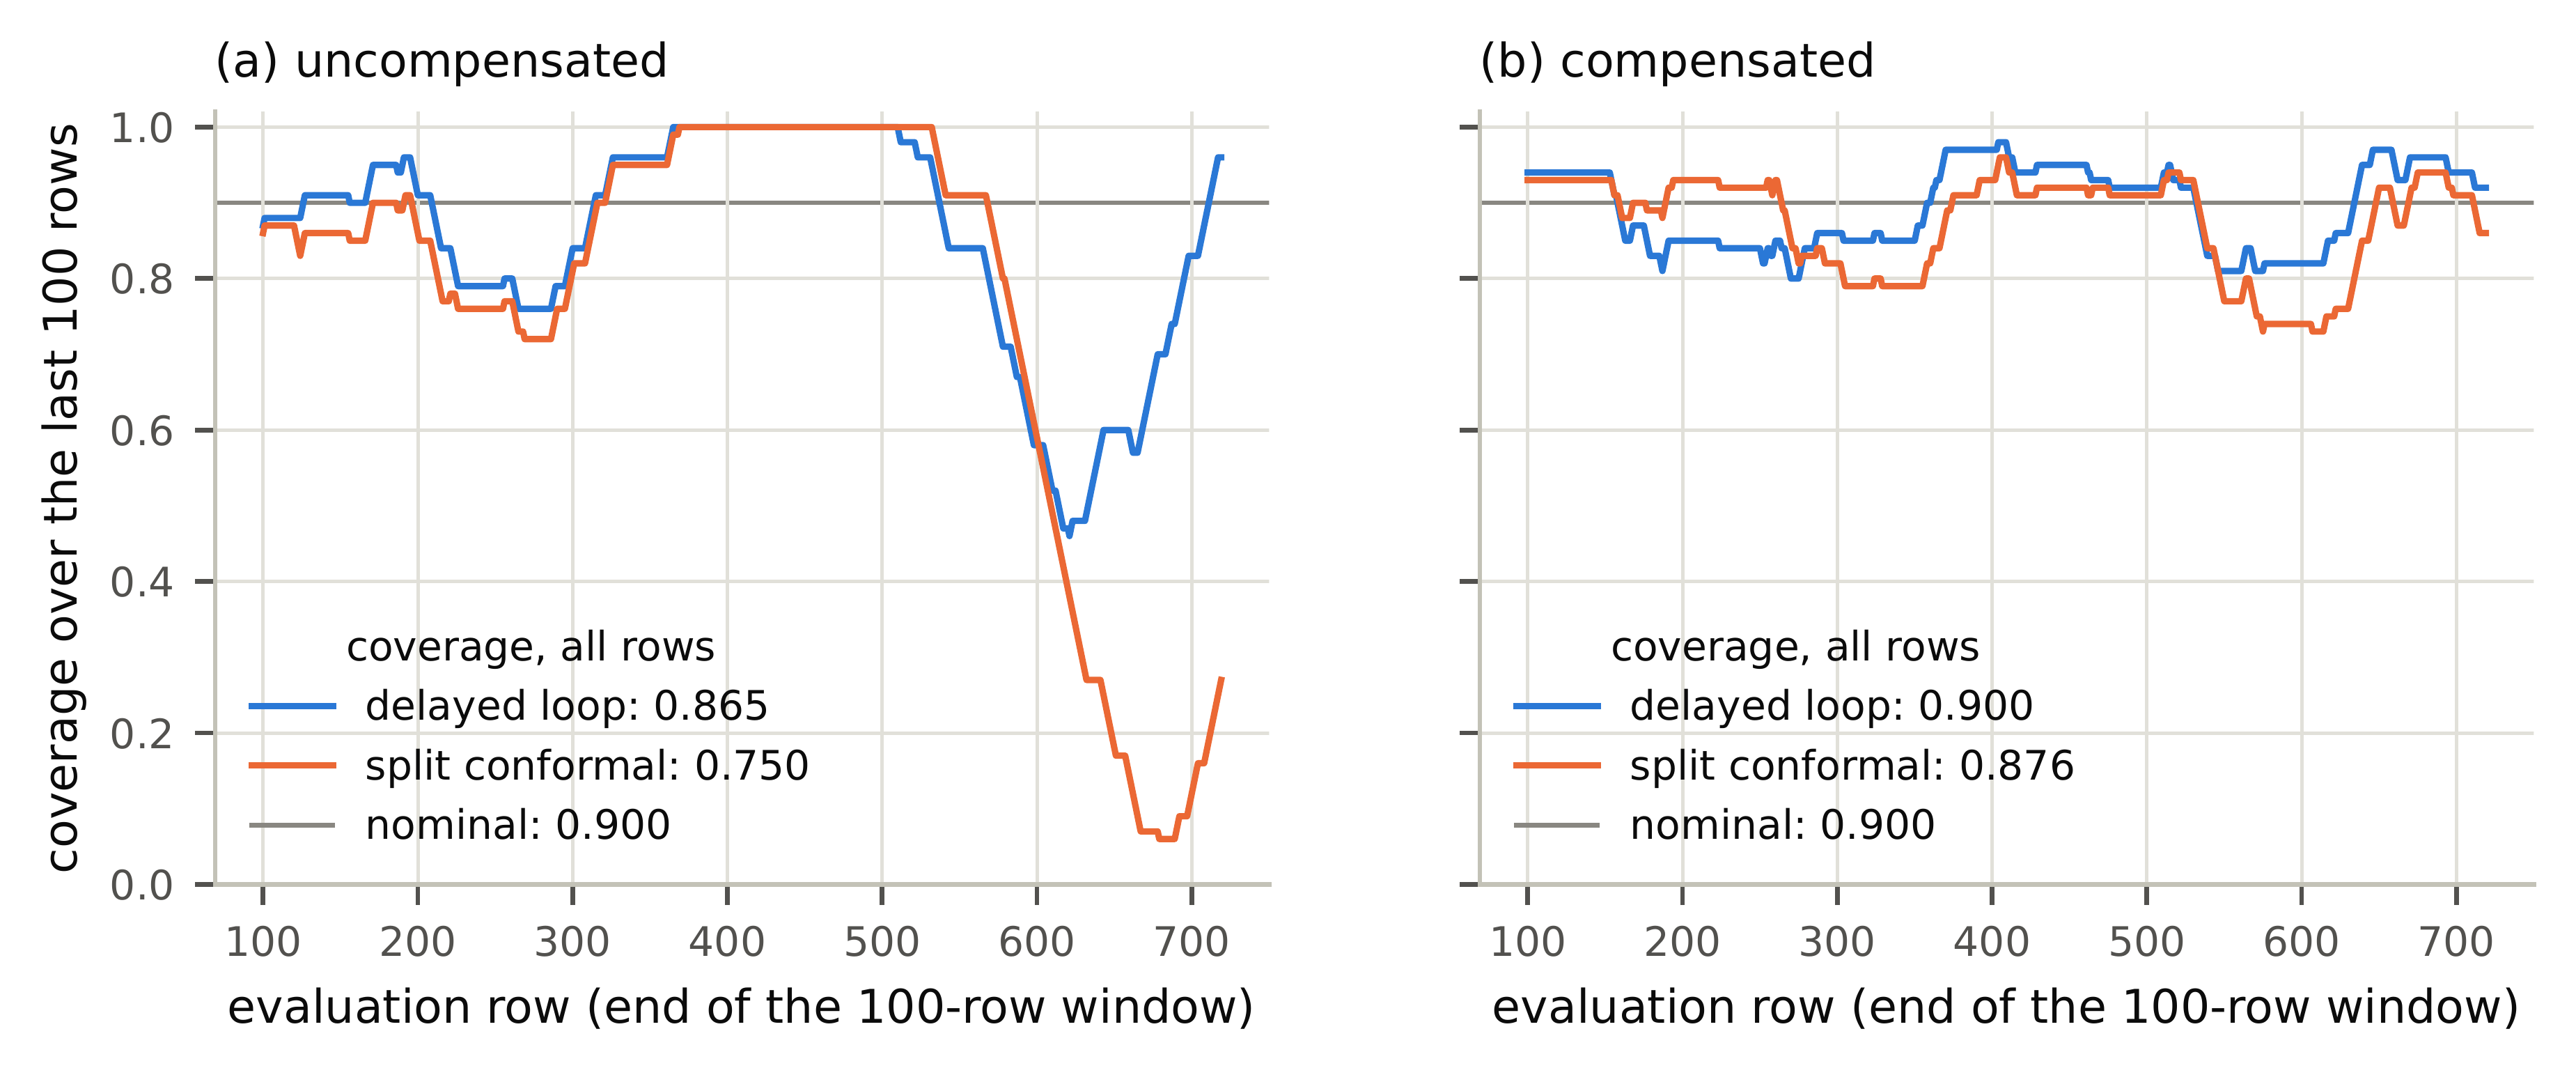 (a) uncompensated
coverage over the last 100 rows
1.0
0.8
0.6
0.4
0.2
0.0
coverage, all rows
delayed loop: 0.865
split conformal: 0.750
nominal: 0.900
100 200 300 400 500 600 700
evaluation row (end of the 100-row window)
(b) compensated
coverage, all rows
delayed loop: 0.900
split conformal: 0.876
nominal: 0.900
100 200 300 400 500 600 700
evaluation row (end of the 100-row window)